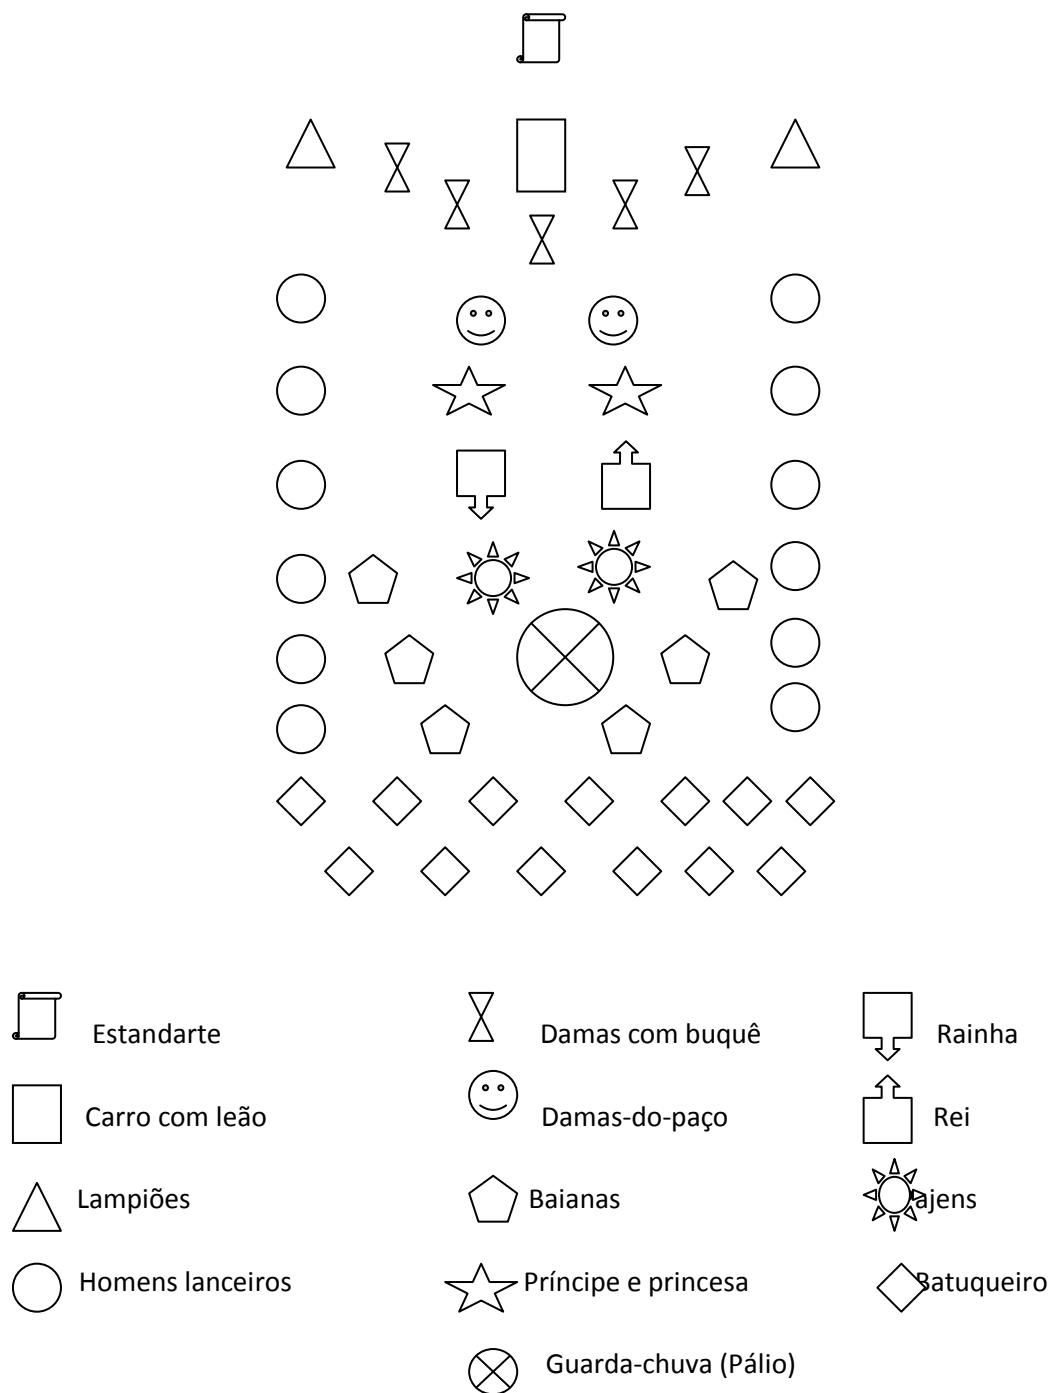 Estandarte
Damas com buquê
Rainha
Carro com leão
Damas-do-paço
Rei
Lampiões
Baianas
ajens
Homens lanceiros
Príncipe e princesa
Batuqueiro
Guarda-chuva (Pálio)